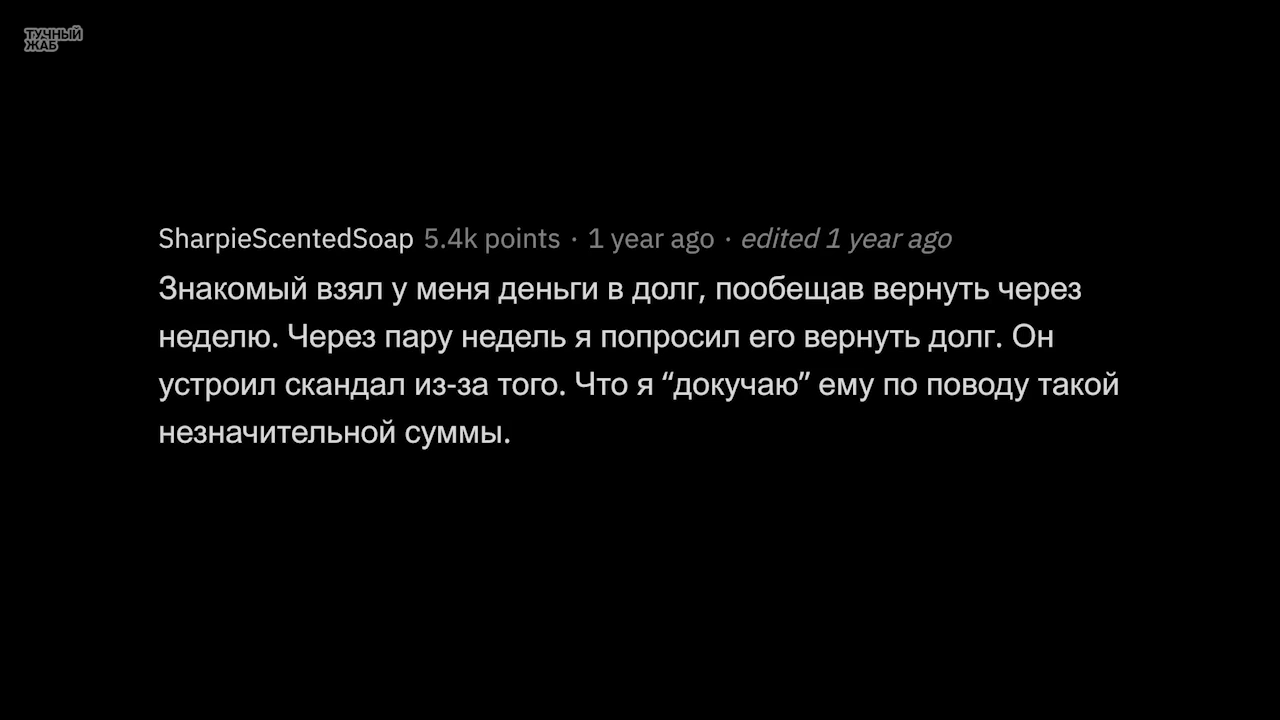 ТУЧНЫЙ
ЖАБ
SharpieScentedSoap 5.4k points · 1 year ago · edited 1 year ago
Знакомый взял у меня деньги в долг, пообещав вернуть через
неделю. Через пару недель я попросил его вернуть долг. Он
устроил скандал из-за того. Что я “докучаю” ему по поводу такой
незначительной суммы.